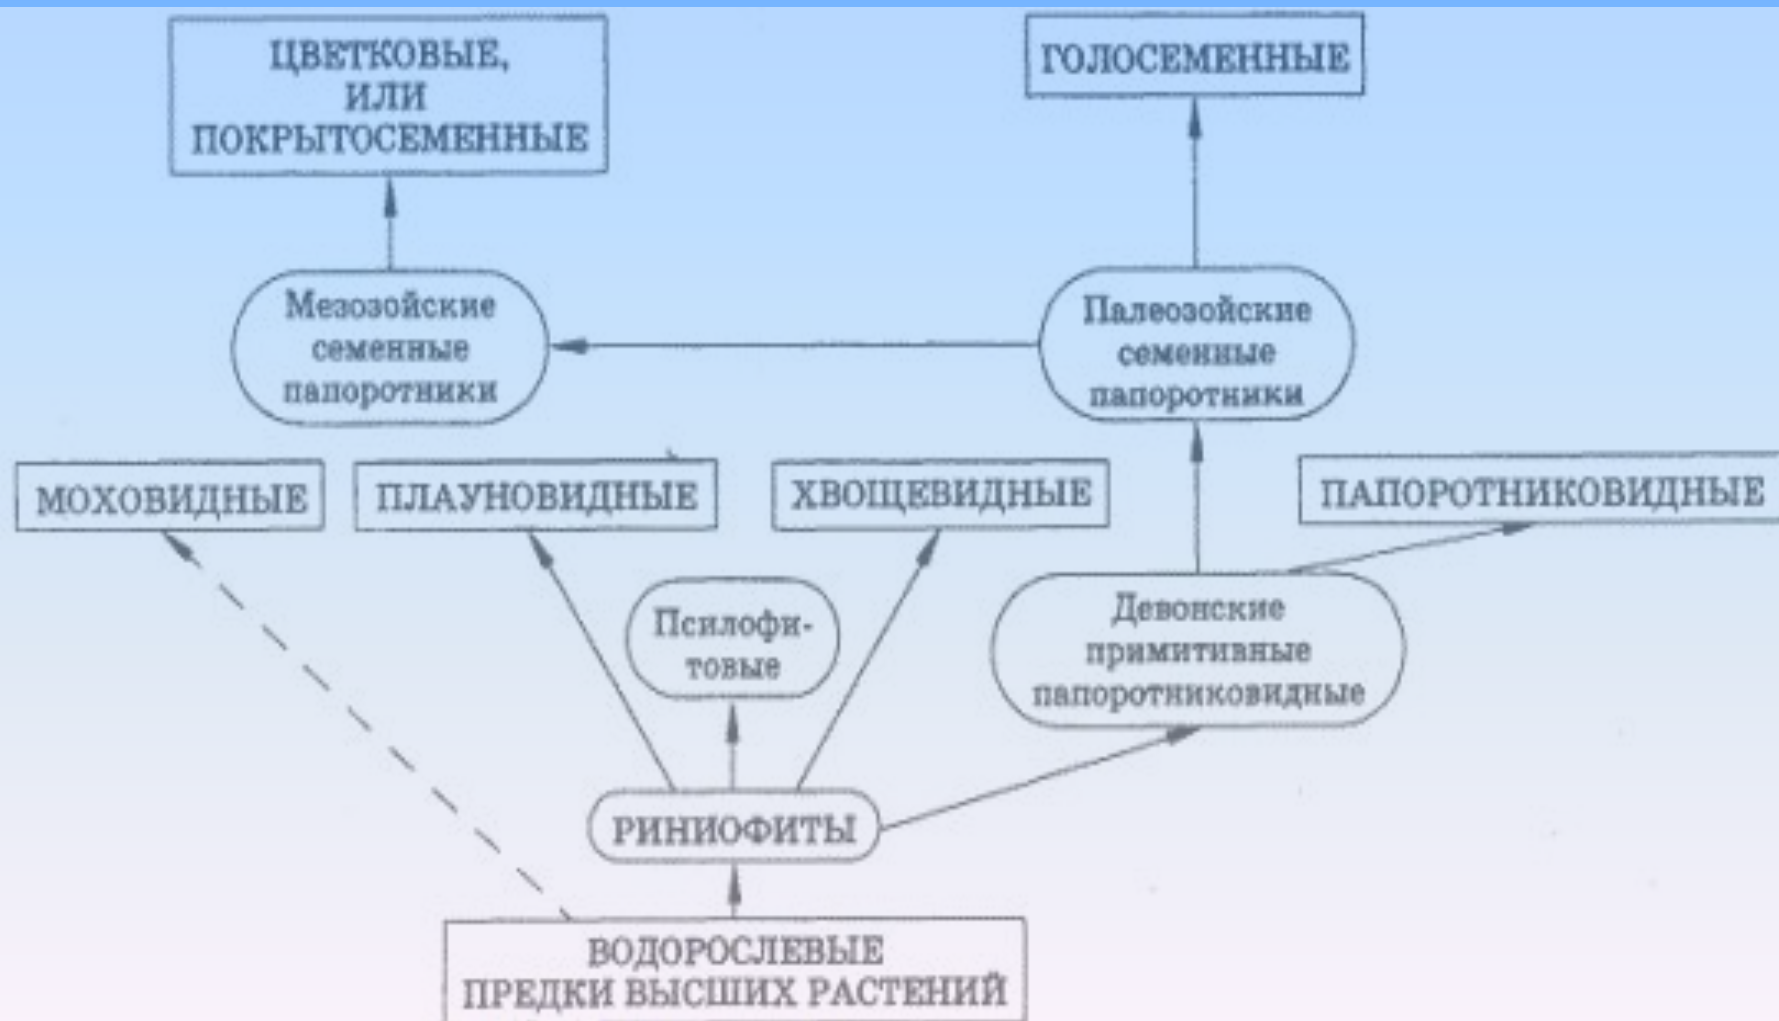 ЦВЕТКОВЫЕ,
ИЛИ
ПОКРЫТОСЕМЕННЫЕ
ГОЛОСЕМЕННЫЕ
Мезозойские
семенные
папоротники
Палеозойские
семенные
папоротники
МОХОВИДНЫЕ
ПЛАУНОВИДНЫЕ
ХВОЩЕВИДНЫЕ
ПАПОРОТНИКОВИДНЫЕ
Псилофи-
товые
Девонские
примитивные
папоротниковидные
РИНИОФИТЫ
ВОДОРОСЛЕВЫЕ
ПРЕДКИ ВЫСШИХ РАСТЕНИЙ